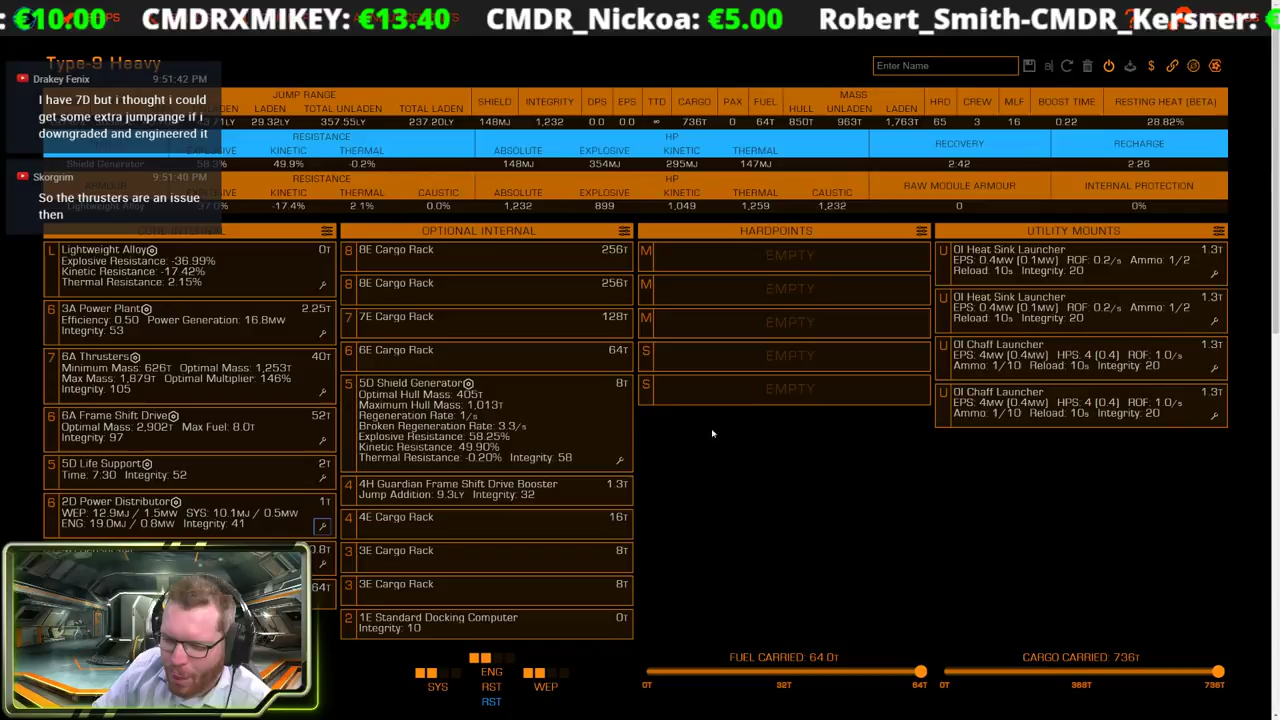 : €10.00 CMDRXMIKEY: €13.40 CMDR_Nickoa: €5.00 Robert_Smith-CMDR_Kersner: €
Type-9 Heavy
Enter Name
Drakey Fenix 9:51:42 PM
I have 7D but i thought i could
get some extra jumprange if i
downgraded and engineered it
Skorgrim 9:51:40 PM
So the thrusters are an issue
then
JUMP RANGE SHIELD INTEGRITY DPS EPS TTD CARGO PAX FUEL MASS HRD CREW MLF BOOST TIME RESTING HEAT (BETA)
LADEN TOTAL UNLADEN TOTAL LADEN HULL UNLADEN LADEN
29.32LY 357.55LY 237.20LY 148MJ 1,232 0.0 0.0 ∞ 736T 0 64T 850T 963T 1,763T 65 3 16 0.22 28.82%
RESISTANCE HP RECOVERY RECHARGE
EXPLOSIVE KINETIC THERMAL ABSOLUTE EXPLOSIVE KINETIC THERMAL
Shield Generator 58.3% 49.9% -0.2% 148MJ 354MJ 295MJ 147MJ 2:42 2:26
ARMOUR RESISTANCE HP RAW MODULE ARMOUR INTERNAL PROTECTION
KINETIC THERMAL CAUSTIC ABSOLUTE EXPLOSIVE KINETIC THERMAL CAUSTIC
Lightweight Alloy -17.4% 2.1% 0.0% 1,232 899 1,049 1,259 1,232 0 0%
CORE INTERNAL
L Lightweight Alloy 0T
Explosive Resistance: -36.99%
Kinetic Resistance: -17.42%
Thermal Resistance: 2.15%
6 3A Power Plant 2.25T
Efficiency: 0.50 Power Generation: 16.8MW
Integrity: 53
7 6A Thrusters 40T
Minimum Mass: 626T Optimal Mass: 1,253T
Max Mass: 1,879T Optimal Multiplier: 146%
Integrity: 105
6 6A Frame Shift Drive 52T
Optimal Mass: 2,902T Max Fuel: 8.0T
Integrity: 97
5 5D Life Support 2T
Time: 7:30 Integrity: 52
6 2D Power Distributor 1T
WEP: 12.9MJ / 1.5MW SYS: 10.1MJ / 0.5MW
ENG: 19.0MJ / 0.8MW Integrity: 41
0.8T
64T
OPTIONAL INTERNAL
8 8E Cargo Rack 256T
8 8E Cargo Rack 256T
7 7E Cargo Rack 128T
6 6E Cargo Rack 64T
5 5D Shield Generator 8T
Optimal Hull Mass: 405T
Maximum Hull Mass: 1,013T
Regeneration Rate: 1/s
Broken Regeneration Rate: 3.3/s
Explosive Resistance: 58.25%
Kinetic Resistance: 49.90%
Thermal Resistance: -0.20% Integrity: 58
4 4H Guardian Frame Shift Drive Booster 1.3T
Jump Addition: 9.3LY Integrity: 32
4 4E Cargo Rack 16T
3 3E Cargo Rack 8T
3 3E Cargo Rack 8T
2 1E Standard Docking Computer 0T
Integrity: 10
HARDPOINTS
M EMPTY
M EMPTY
M EMPTY
S EMPTY
S EMPTY
UTILITY MOUNTS
U 0I Heat Sink Launcher 1.3T
EPS: 0.4MW (0.1MW) ROF: 0.2/s Ammo: 1/2
Reload: 10s Integrity: 20
U 0I Heat Sink Launcher 1.3T
EPS: 0.4MW (0.1MW) ROF: 0.2/s Ammo: 1/2
Reload: 10s Integrity: 20
U 0I Chaff Launcher 1.3T
EPS: 4MW (0.4MW) HPS: 4 (0.4) ROF: 1.0/s
Ammo: 1/10 Reload: 10s Integrity: 20
U 0I Chaff Launcher 1.3T
EPS: 4MW (0.4MW) HPS: 4 (0.4) ROF: 1.0/s
Ammo: 1/10 Reload: 10s Integrity: 20
SYS ENG WEP
RST
RST
FUEL CARRIED: 64.0T
0T 32T 64T
CARGO CARRIED: 736T
0T 368T 736T